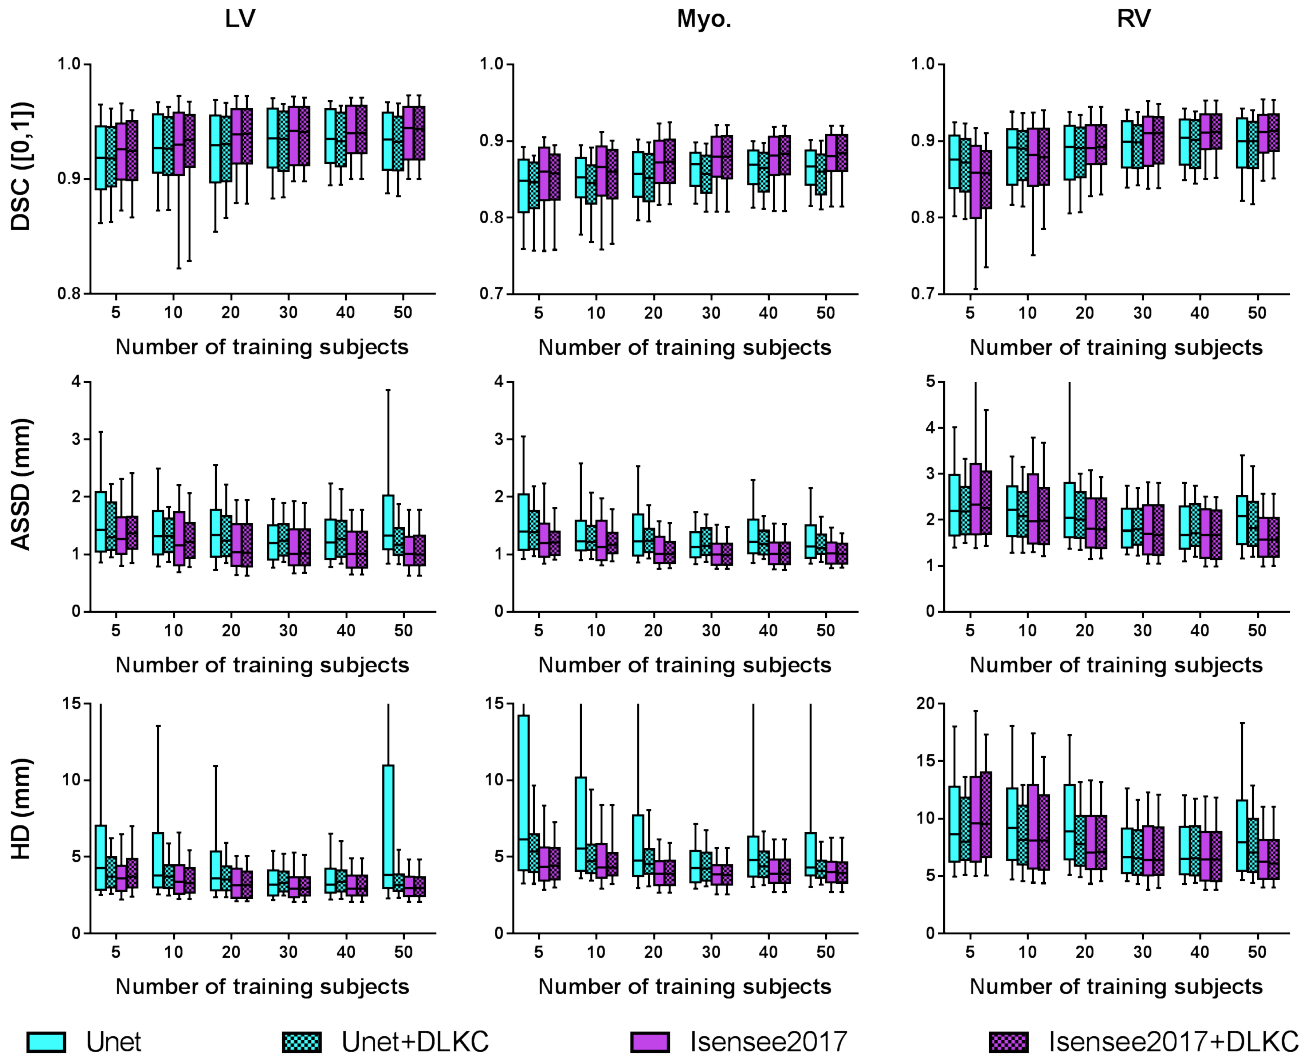 LV Myo. RV
DSC ([0,1])
1.0
0.9
0.8
5 10 20 30 40 50
Number of training subjects
1.0
0.9
0.8
0.7
5 10 20 30 40 50
Number of training subjects
1.0
0.9
0.8
0.7
5 10 20 30 40 50
Number of training subjects
ASSD (mm)
4
3
2
1
0
5 10 20 30 40 50
Number of training subjects
4
3
2
1
0
5 10 20 30 40 50
Number of training subjects
5
4
3
2
1
0
5 10 20 30 40 50
Number of training subjects
HD (mm)
15
10
5
0
5 10 20 30 40 50
Number of training subjects
15
10
5
0
5 10 20 30 40 50
Number of training subjects
20
15
10
5
0
5 10 20 30 40 50
Number of training subjects
Unet Unet+DLKC Isensee2017 Isensee2017+DLKC